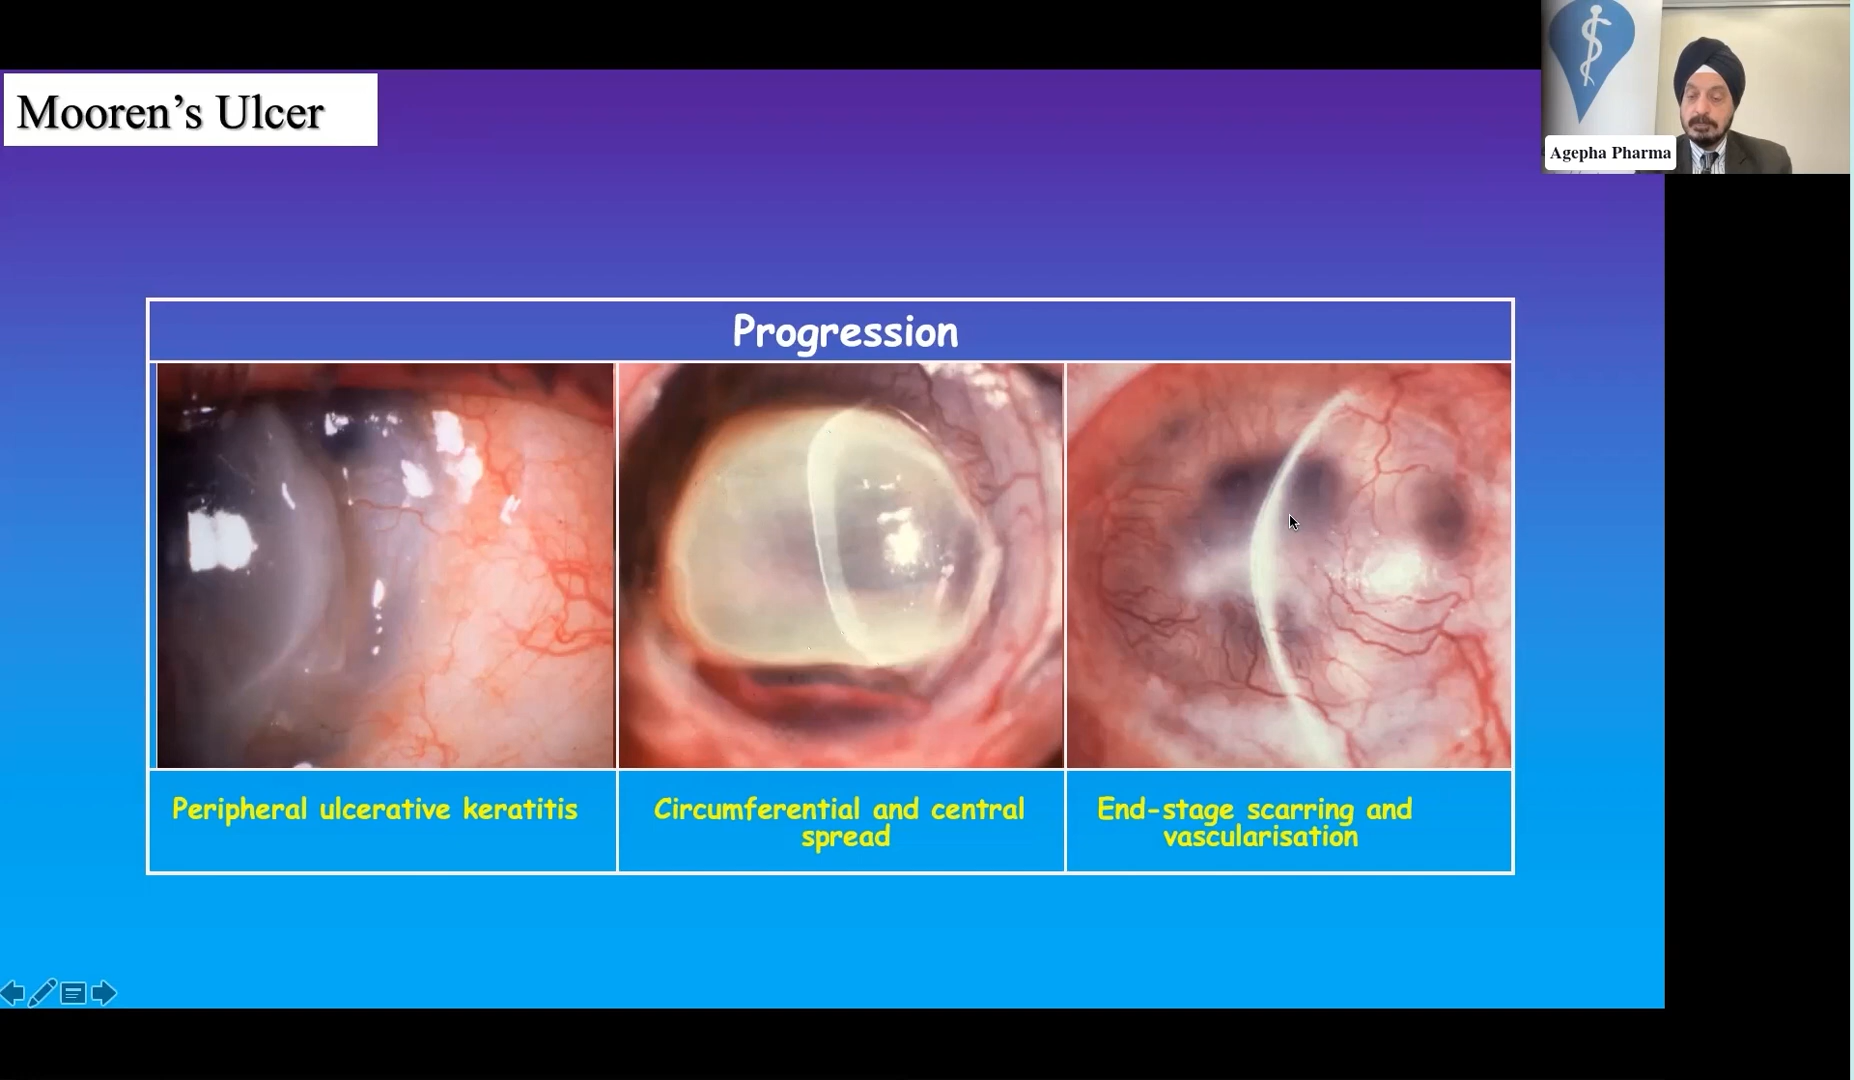 Mooren's Ulcer
Agepha Pharma
Progression
Peripheral ulcerative keratitis
Circumferential and central
spread
End-stage scarring and
vascularisation